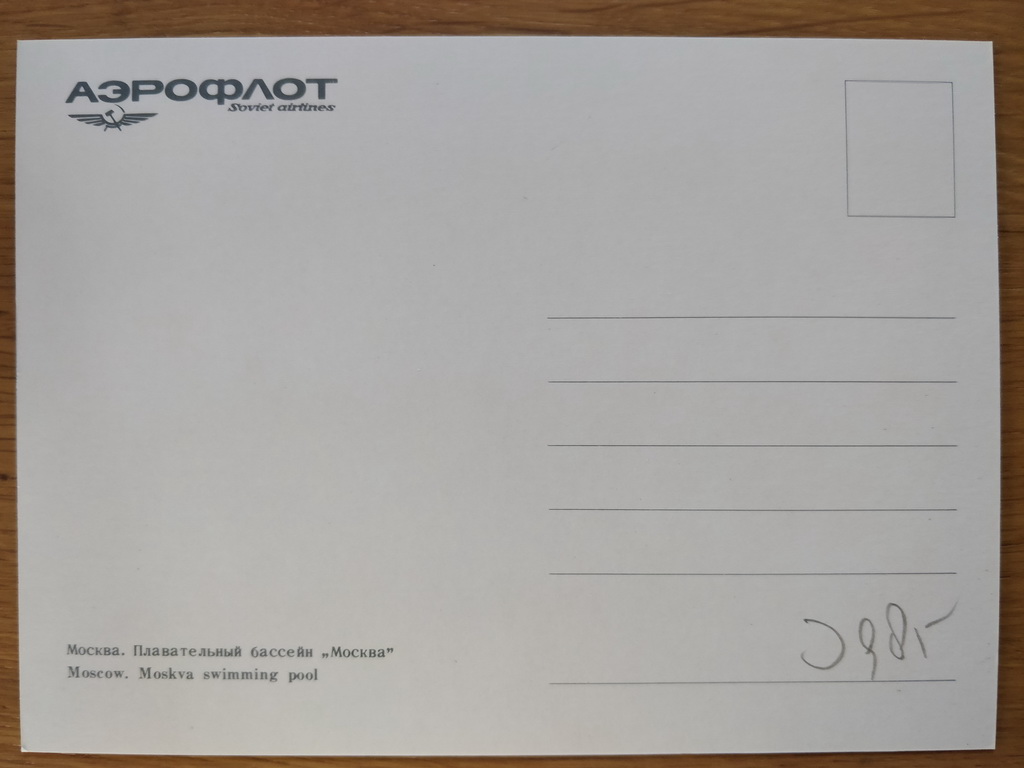 АЭРОФЛОТ
Soviet airlines
Москва. Плавательный бассейн „Москва”
Moscow. Moskva swimming pool